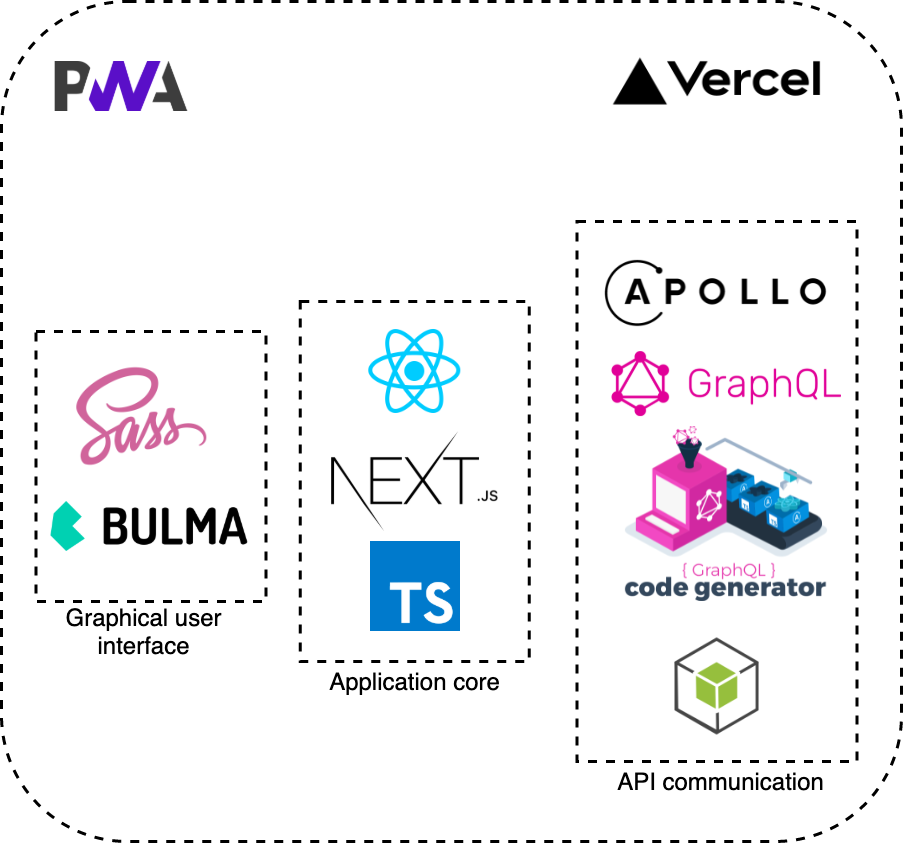 PWA
Vercel
APOLLO
GraphQL
Sass
NEXT.JS
BULMA
{ GraphQL }
code generator
TS
Graphical user
interface
Application core
API communication